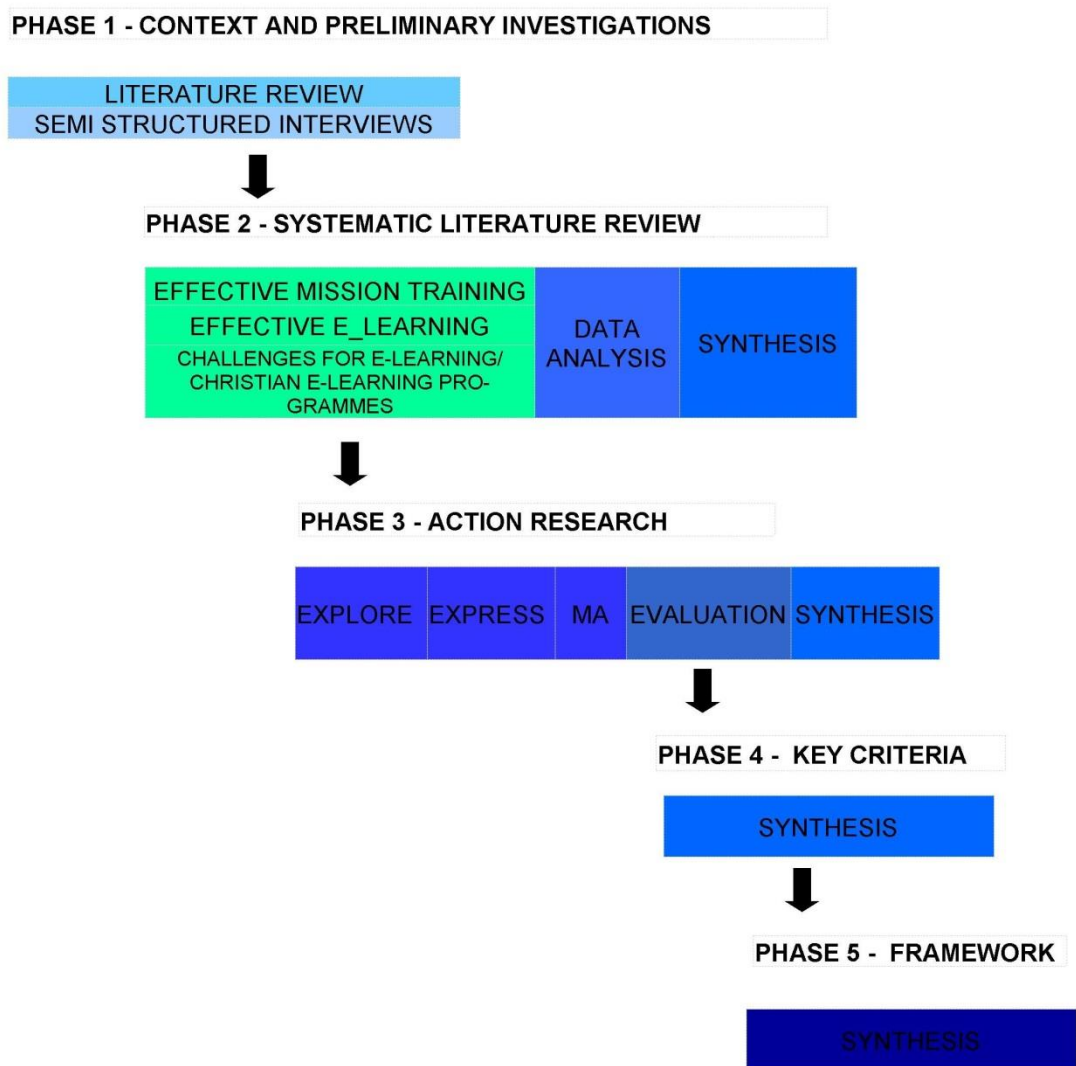 PHASE 1 - CONTEXT AND PRELIMINARY INVESTIGATIONS
LITERATURE REVIEW
SEMI STRUCTURED INTERVIEWS
PHASE 2 - SYSTEMATIC LITERATURE REVIEW
EFFECTIVE MISSION TRAINING
EFFECTIVE E_LEARNING
CHALLENGES FOR E-LEARNING/
CHRISTIAN E-LEARNING PRO-
GRAMMES
DATA
ANALYSIS
SYNTHESIS
PHASE 3 - ACTION RESEARCH
EXPLORE
EXPRESS
MA
EVALUATION
SYNTHESIS
PHASE 4 - KEY CRITERIA
SYNTHESIS
PHASE 5 - FRAMEWORK
SYNTHESIS